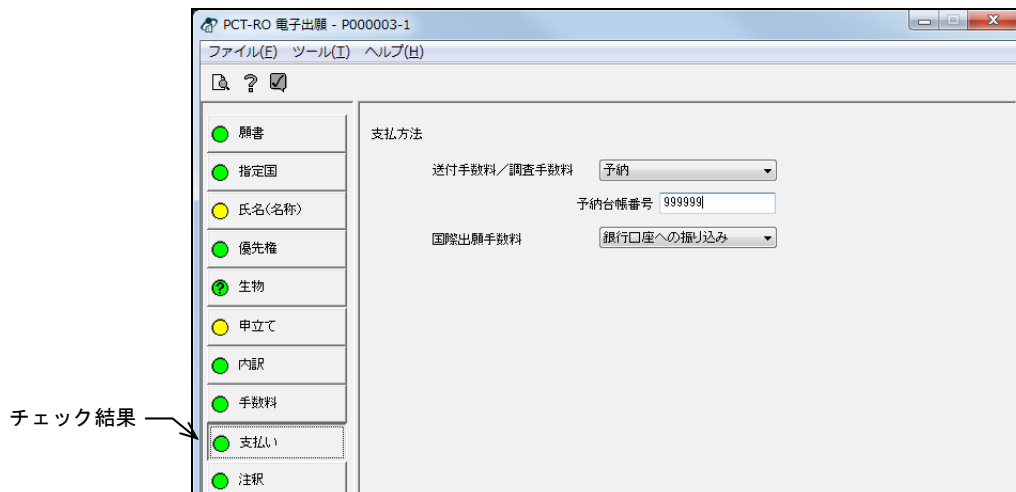 PCT-RO 電子出願 - P000003-1
ファイル(F) ツール(T) ヘルプ(H)
願書
指定国
氏名(名称)
優先権
生物
申立て
内訳
手数料
支払い
注釈
支払方法
送付手数料／調査手数料 予納
予納台帳番号 999999
国際出願手数料 銀行口座への振り込み
チェック結果